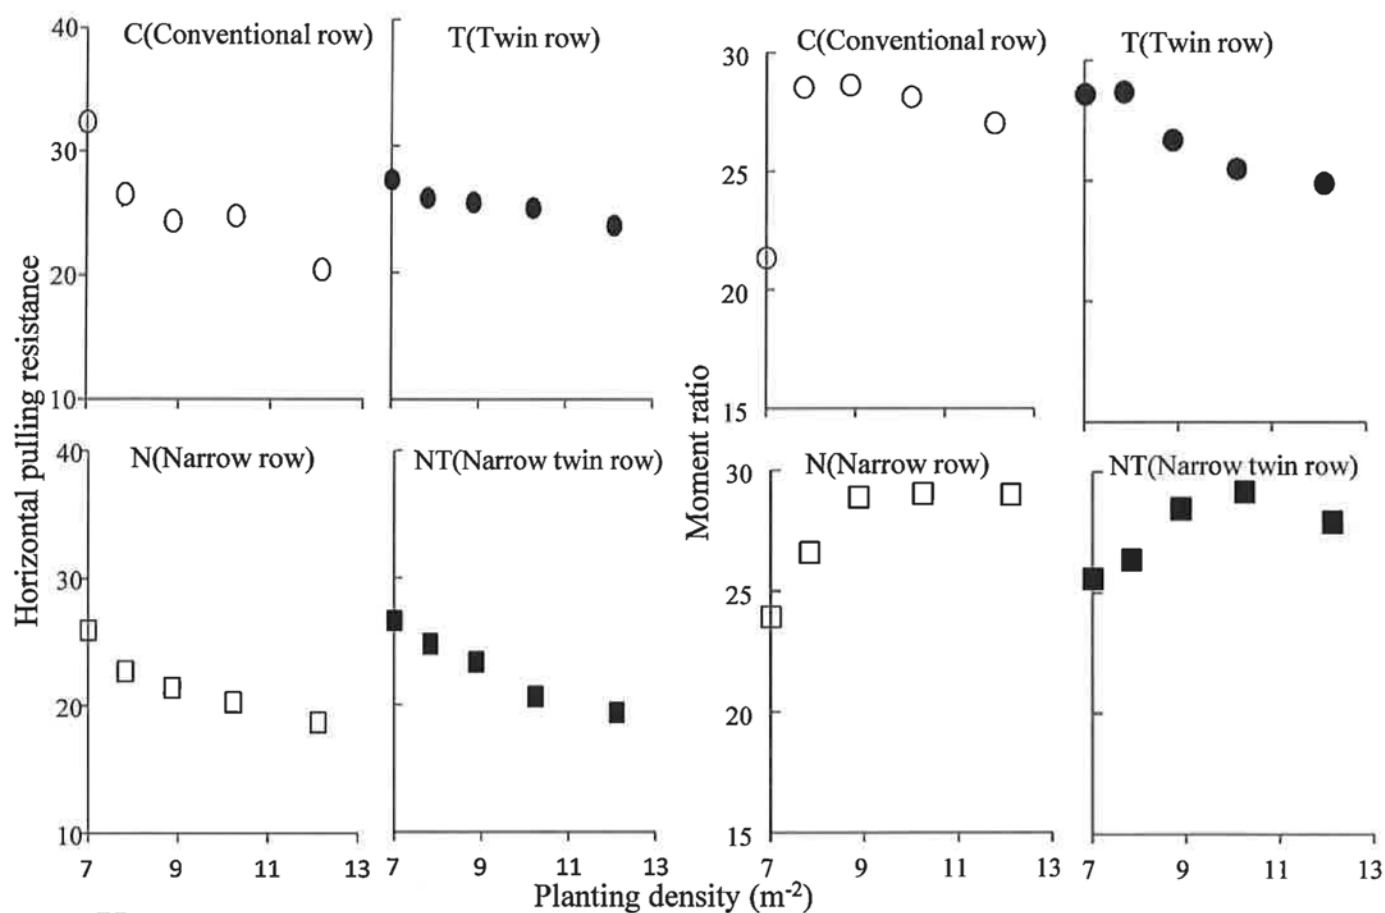 40
C(Conventional row)
T(Twin row)
30
20
10
Horizontal pulling resistance
40
N(Narrow row)
NT(Narrow twin row)
30
20
10
7 9 11 13
7 9 11 13
30
C(Conventional row)
T(Twin row)
25
20
15
Moment ratio
30
N(Narrow row)
NT(Narrow twin row)
25
20
15
7 9 11 13
7 9 11 13
Planting density (m⁻²)